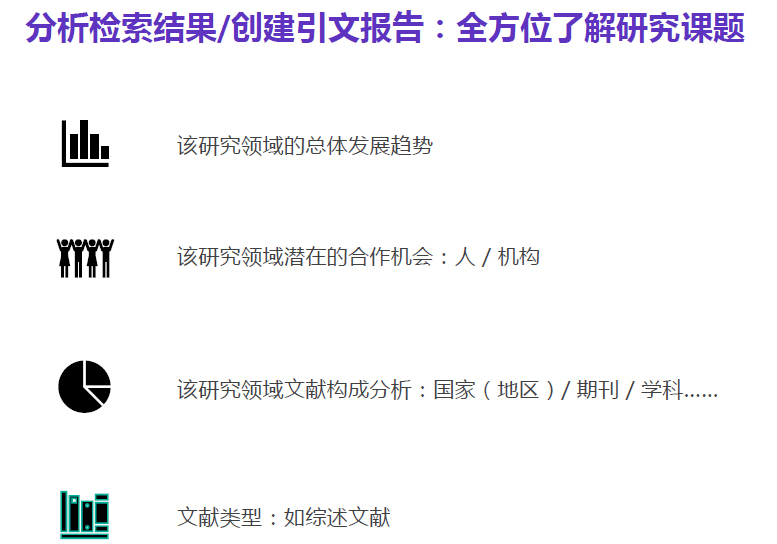 分析检索结果/创建引文报告：全方位了解研究课题
该研究领域的总体发展趋势
该研究领域潜在的合作机会：人 / 机构
该研究领域文献构成分析：国家（地区）/ 期刊 / 学科……
文献类型：如综述文献